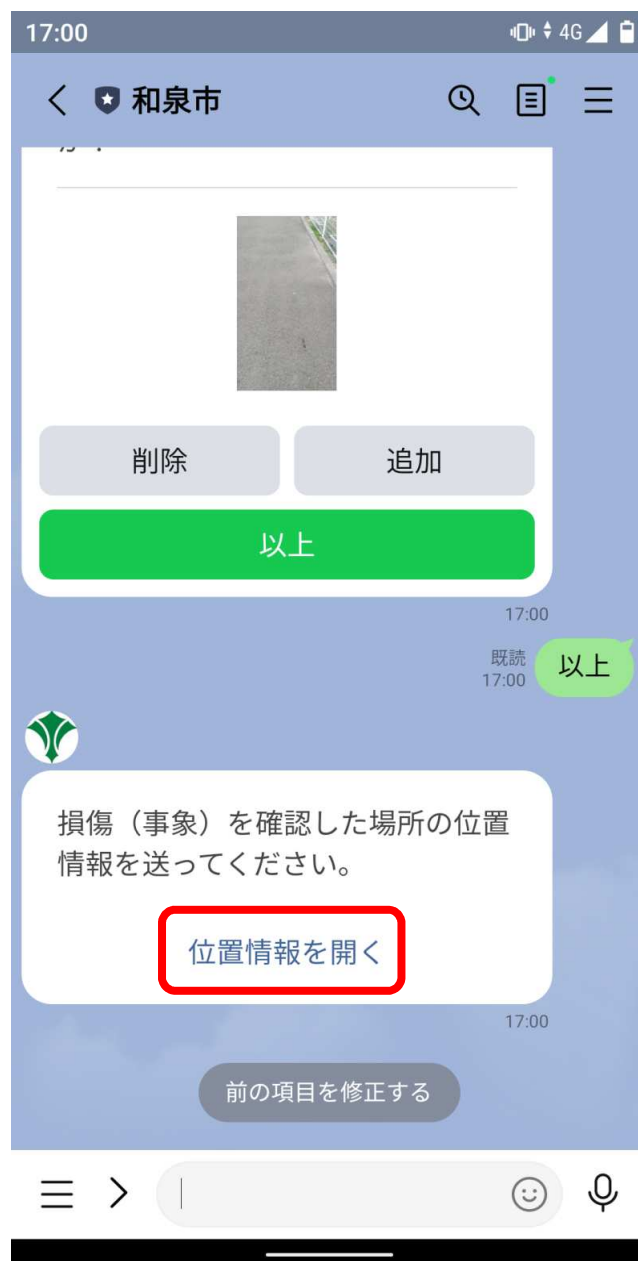 17:00
4G
和泉市
削除
追加
以上
17:00
既読
17:00
以上
損傷（事象）を確認した場所の位置
情報を送ってください。
位置情報を開く
17:00
前の項目を修正する